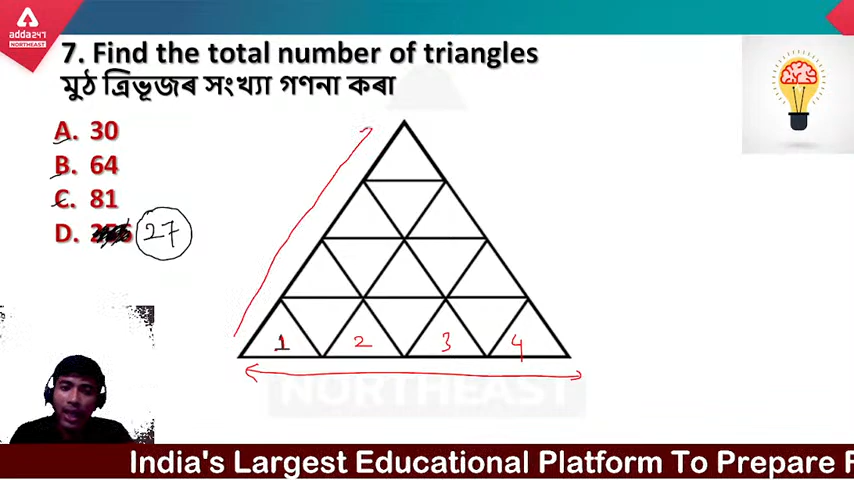 adda247
NORTHEAST
7. Find the total number of triangles
মুঠ ত্ৰিভূজৰ সংখ্যা গণনা কৰা
A. 30
B. 64
C. 81
D. 27
1 2 3 4
NORTHEAST
India's Largest Educational Platform To Prepare F